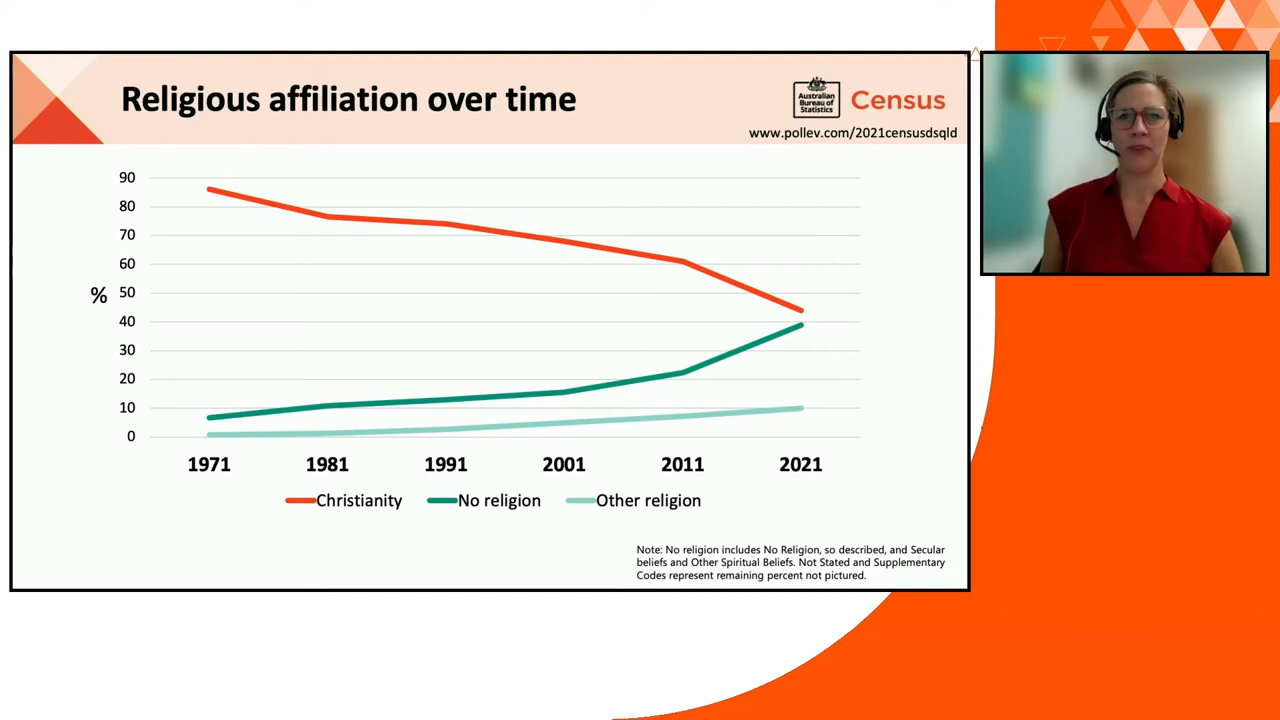 Religious affiliation over time
Australian
Bureau of
Statistics
Census
www.pollev.com/2021censusdsqld
90
80
70
60
%
50
40
30
20
10
0
1971 1981 1991 2001 2011 2021
Christianity No religion Other religion
Note: No religion includes No Religion, so described, and Secular
beliefs and Other Spiritual Beliefs. Not Stated and Supplementary
Codes represent remaining percent not pictured.